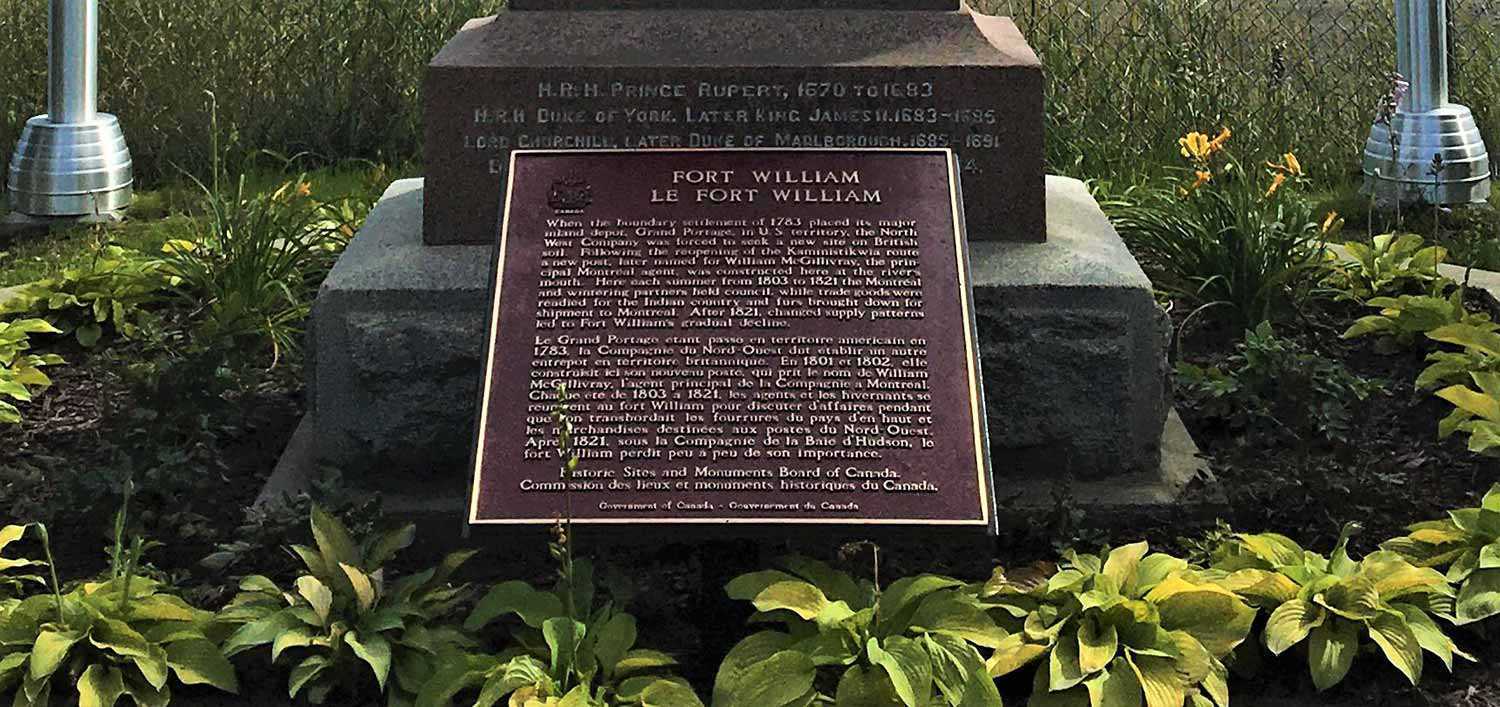 H.R.H. PRINCE RUPERT, 1670 TO 1683
H.R.H DUKE OF YORK, LATER KING JAMES II. 1683-1685
LORD CHURCHILL, LATER DUKE OF MARLBOROUGH. 1685-1691
FORT WILLIAM
LE FORT WILLIAM
CANADA
When the boundary settlement of 1783 placed its major
inland depot, Grand Portage, in U.S. territory, the North
West Company was forced to seek a new site on British
soil. Following the reopening of the Kaministikwia route
a new post, later named for William McGillivray, the prin-
cipal Montréal agent, was constructed here at the river's
mouth. Here each summer from 1803 to 1821 the Montréal
and wintering partners met in council, while trade goods were
readied for the Indian country and furs brought down for
shipment to Montréal. After 1821, changed supply patterns
led to Fort William's gradual decline.
Le Grand Portage étant passé en territoire américain en
1783, la Compagnie du Nord-Ouest dut établir un autre
entrepôt en territoire britannique. En 1801 et 1802, elle
construisit ici son nouveau poste, qui prit le nom de William
McGillivray, l'agent principal de la Compagnie à Montréal.
Chaque été de 1803 à 1821, les agents et les hivernants se
réunirent au fort William pour discuter d'affaires pendant
que l'on transbordait les fourrures du pays d'en haut et
les marchandises destinées aux postes du Nord-Ouest.
Après 1821, sous la Compagnie de la Baie d'Hudson, le
fort William perdit peu à peu de son importance.
Historic Sites and Monuments Board of Canada.
Commission des lieux et monuments historiques du Canada.
Government of Canada - Gouvernement du Canada